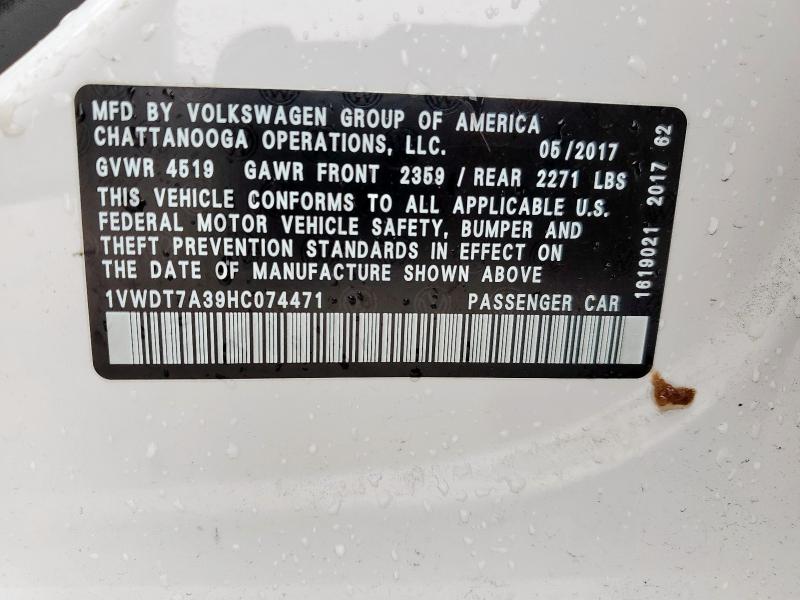 MFD BY VOLKSWAGEN GROUP OF AMERICA
CHATTANOOGA OPERATIONS, LLC. 05/2017
GVWR 4519 GAWR FRONT 2359 / REAR 2271 LBS
THIS VEHICLE CONFORMS TO ALL APPLICABLE U.S.
FEDERAL MOTOR VEHICLE SAFETY, BUMPER AND
THEFT PREVENTION STANDARDS IN EFFECT ON
THE DATE OF MANUFACTURE SHOWN ABOVE
1VWDT7A39HC074471 PASSENGER CAR
1619021 2017 62